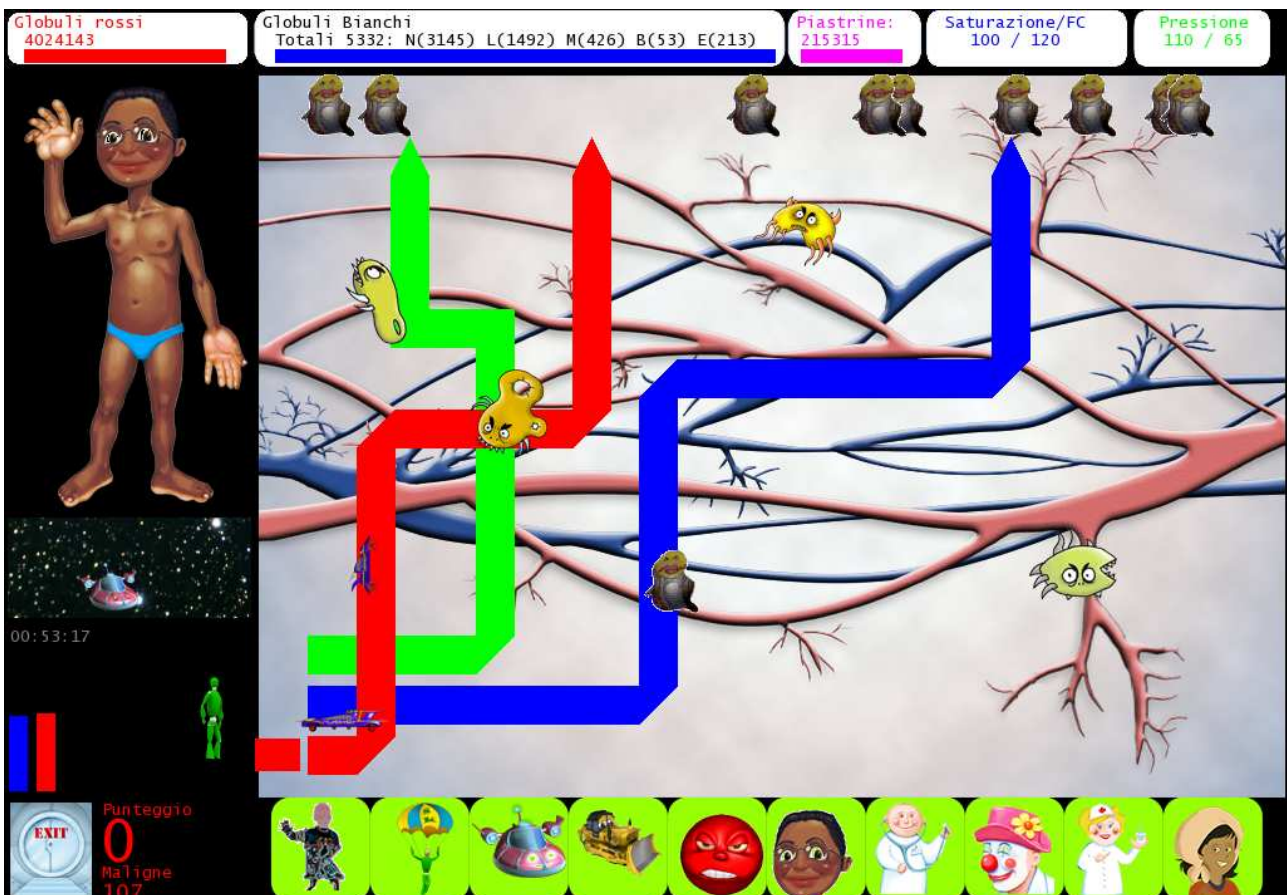 Globuli rossi
4024143
Globuli Bianchi
Totali 5332: N(3145) L(1492) M(426) B(53) E(213)
Piastrine:
215315
Saturazione/FC
100 / 120
Pressione
110 / 65
00:53:17
EXIT
Punteggio
0
Maligne
107